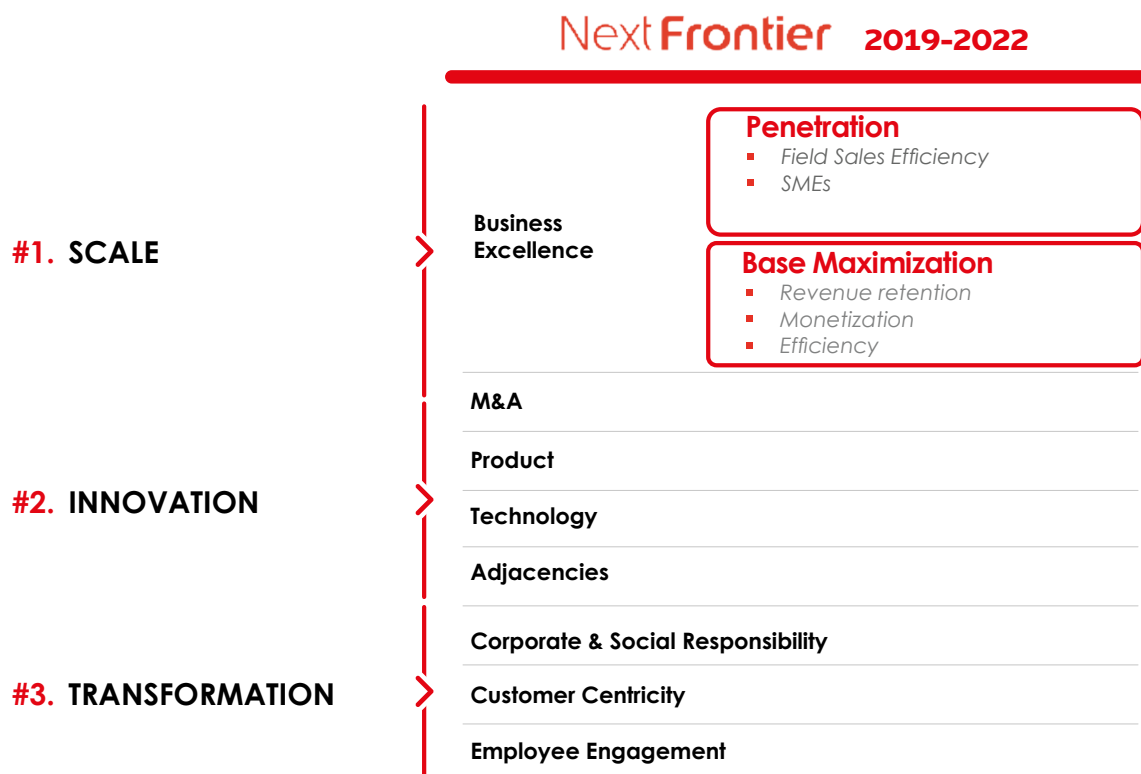 Next Frontier 2019-2022
#1. SCALE
Business
Excellence
Penetration
▪ Field Sales Efficiency
▪ SMEs
Base Maximization
▪ Revenue retention
▪ Monetization
▪ Efficiency
M&A
#2. INNOVATION
Product
Technology
Adjacencies
#3. TRANSFORMATION
Corporate & Social Responsibility
Customer Centricity
Employee Engagement